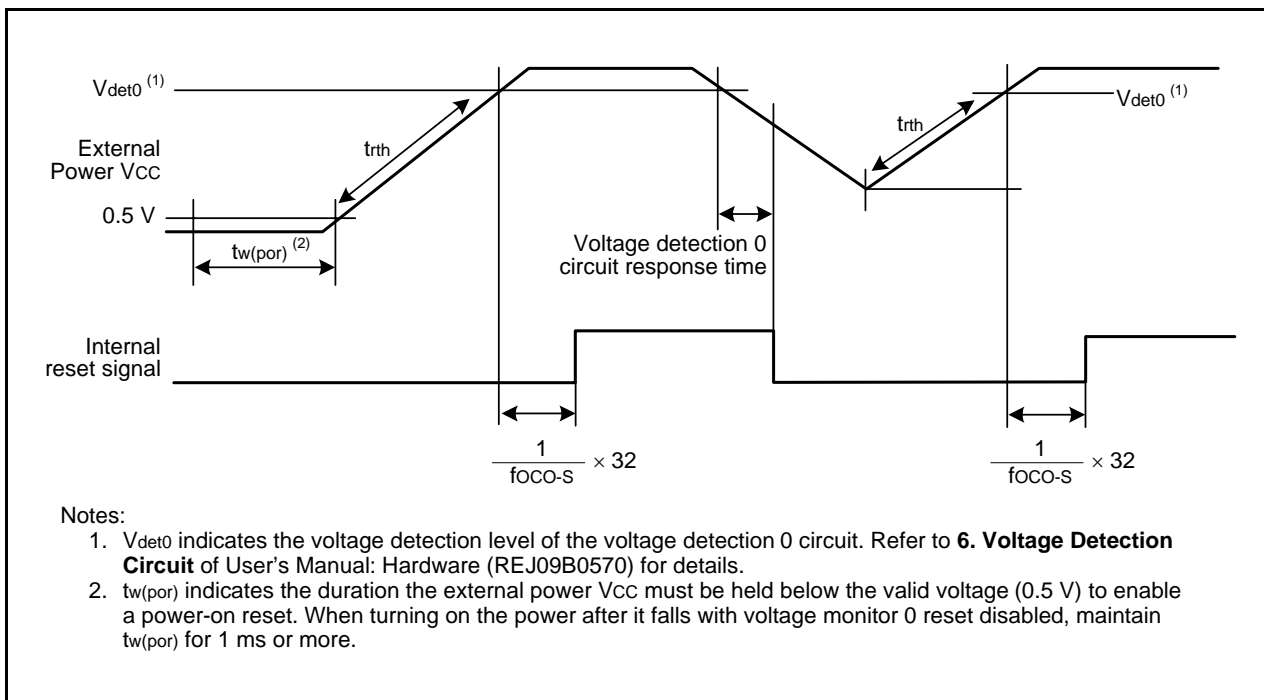 Vdet0 (1)
trth
External
Power VCC
0.5 V
tw(por) (2)
Voltage detection 0
circuit response time
trth
Vdet0 (1)
Internal
reset signal
1
fOCO-S
× 32
1
fOCO-S
× 32
Notes:
1. Vdet0 indicates the voltage detection level of the voltage detection 0 circuit. Refer to 6. Voltage Detection
Circuit of User's Manual: Hardware (REJ09B0570) for details.
2. tw(por) indicates the duration the external power VCC must be held below the valid voltage (0.5 V) to enable
a power-on reset. When turning on the power after it falls with voltage monitor 0 reset disabled, maintain
tw(por) for 1 ms or more.